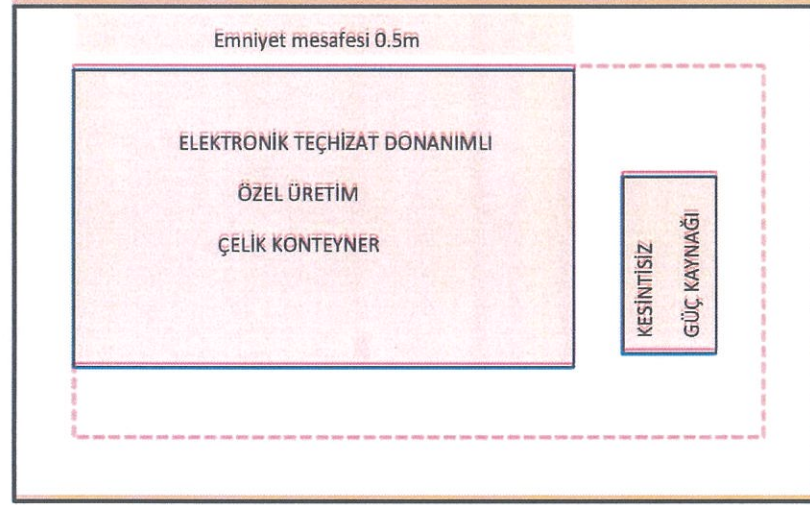 Emniyet mesafesi 0.5m
ELEKTRONİK TEÇHİZAT DONANIMLI
ÖZEL ÜRETİM
ÇELİK KONTEYNER
KESİNTİSİZ
GÜÇ KAYNAĞI